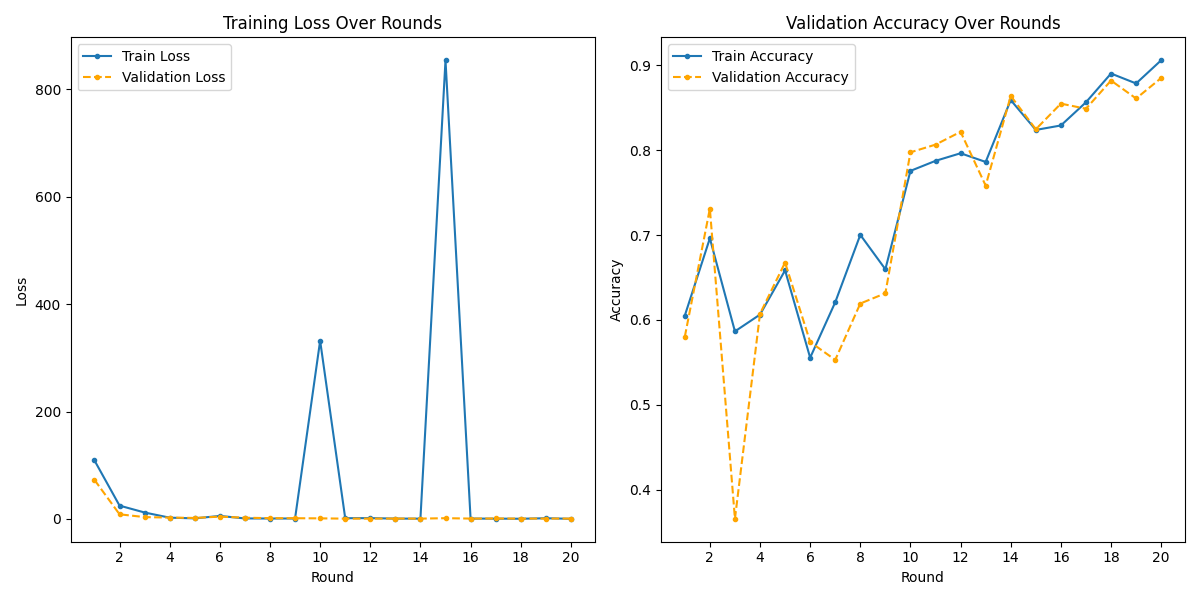 Training Loss Over Rounds
Train Loss
Validation Loss
Loss
800
600
400
200
0
2 4 6 8 10 12 14 16 18 20
Round
Validation Accuracy Over Rounds
Train Accuracy
Validation Accuracy
Accuracy
0.9
0.8
0.7
0.6
0.5
0.4
2 4 6 8 10 12 14 16 18 20
Round